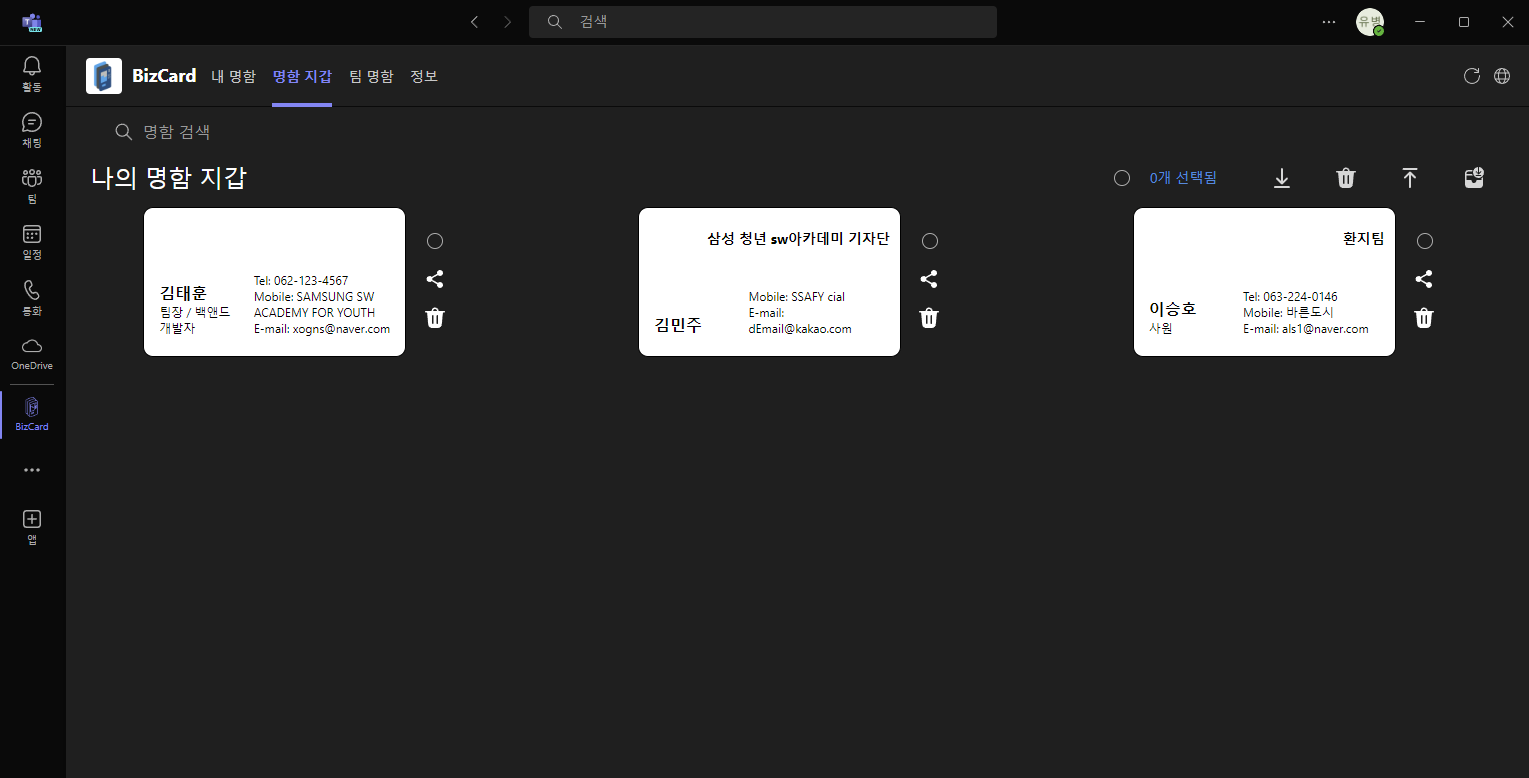 NEW
검색
유병
활동
채팅
팀
일정
통화
OneDrive
BizCard
앱
BizCard 내 명함 명함 지갑 팀 명함 정보
명함 검색
나의 명함 지갑
0개 선택됨
김태훈
팀장 / 백앤드
개발자
Tel: 062-123-4567
Mobile: SAMSUNG SW
ACADEMY FOR YOUTH
E-mail: xogns@naver.com
삼성 청년 sw아카데미 기자단
김민주
Mobile: SSAFY cial
E-mail:
dEmail@kakao.com
환지팀
이승호
사원
Tel: 063-224-0146
Mobile: 바른도시
E-mail: als1@naver.com